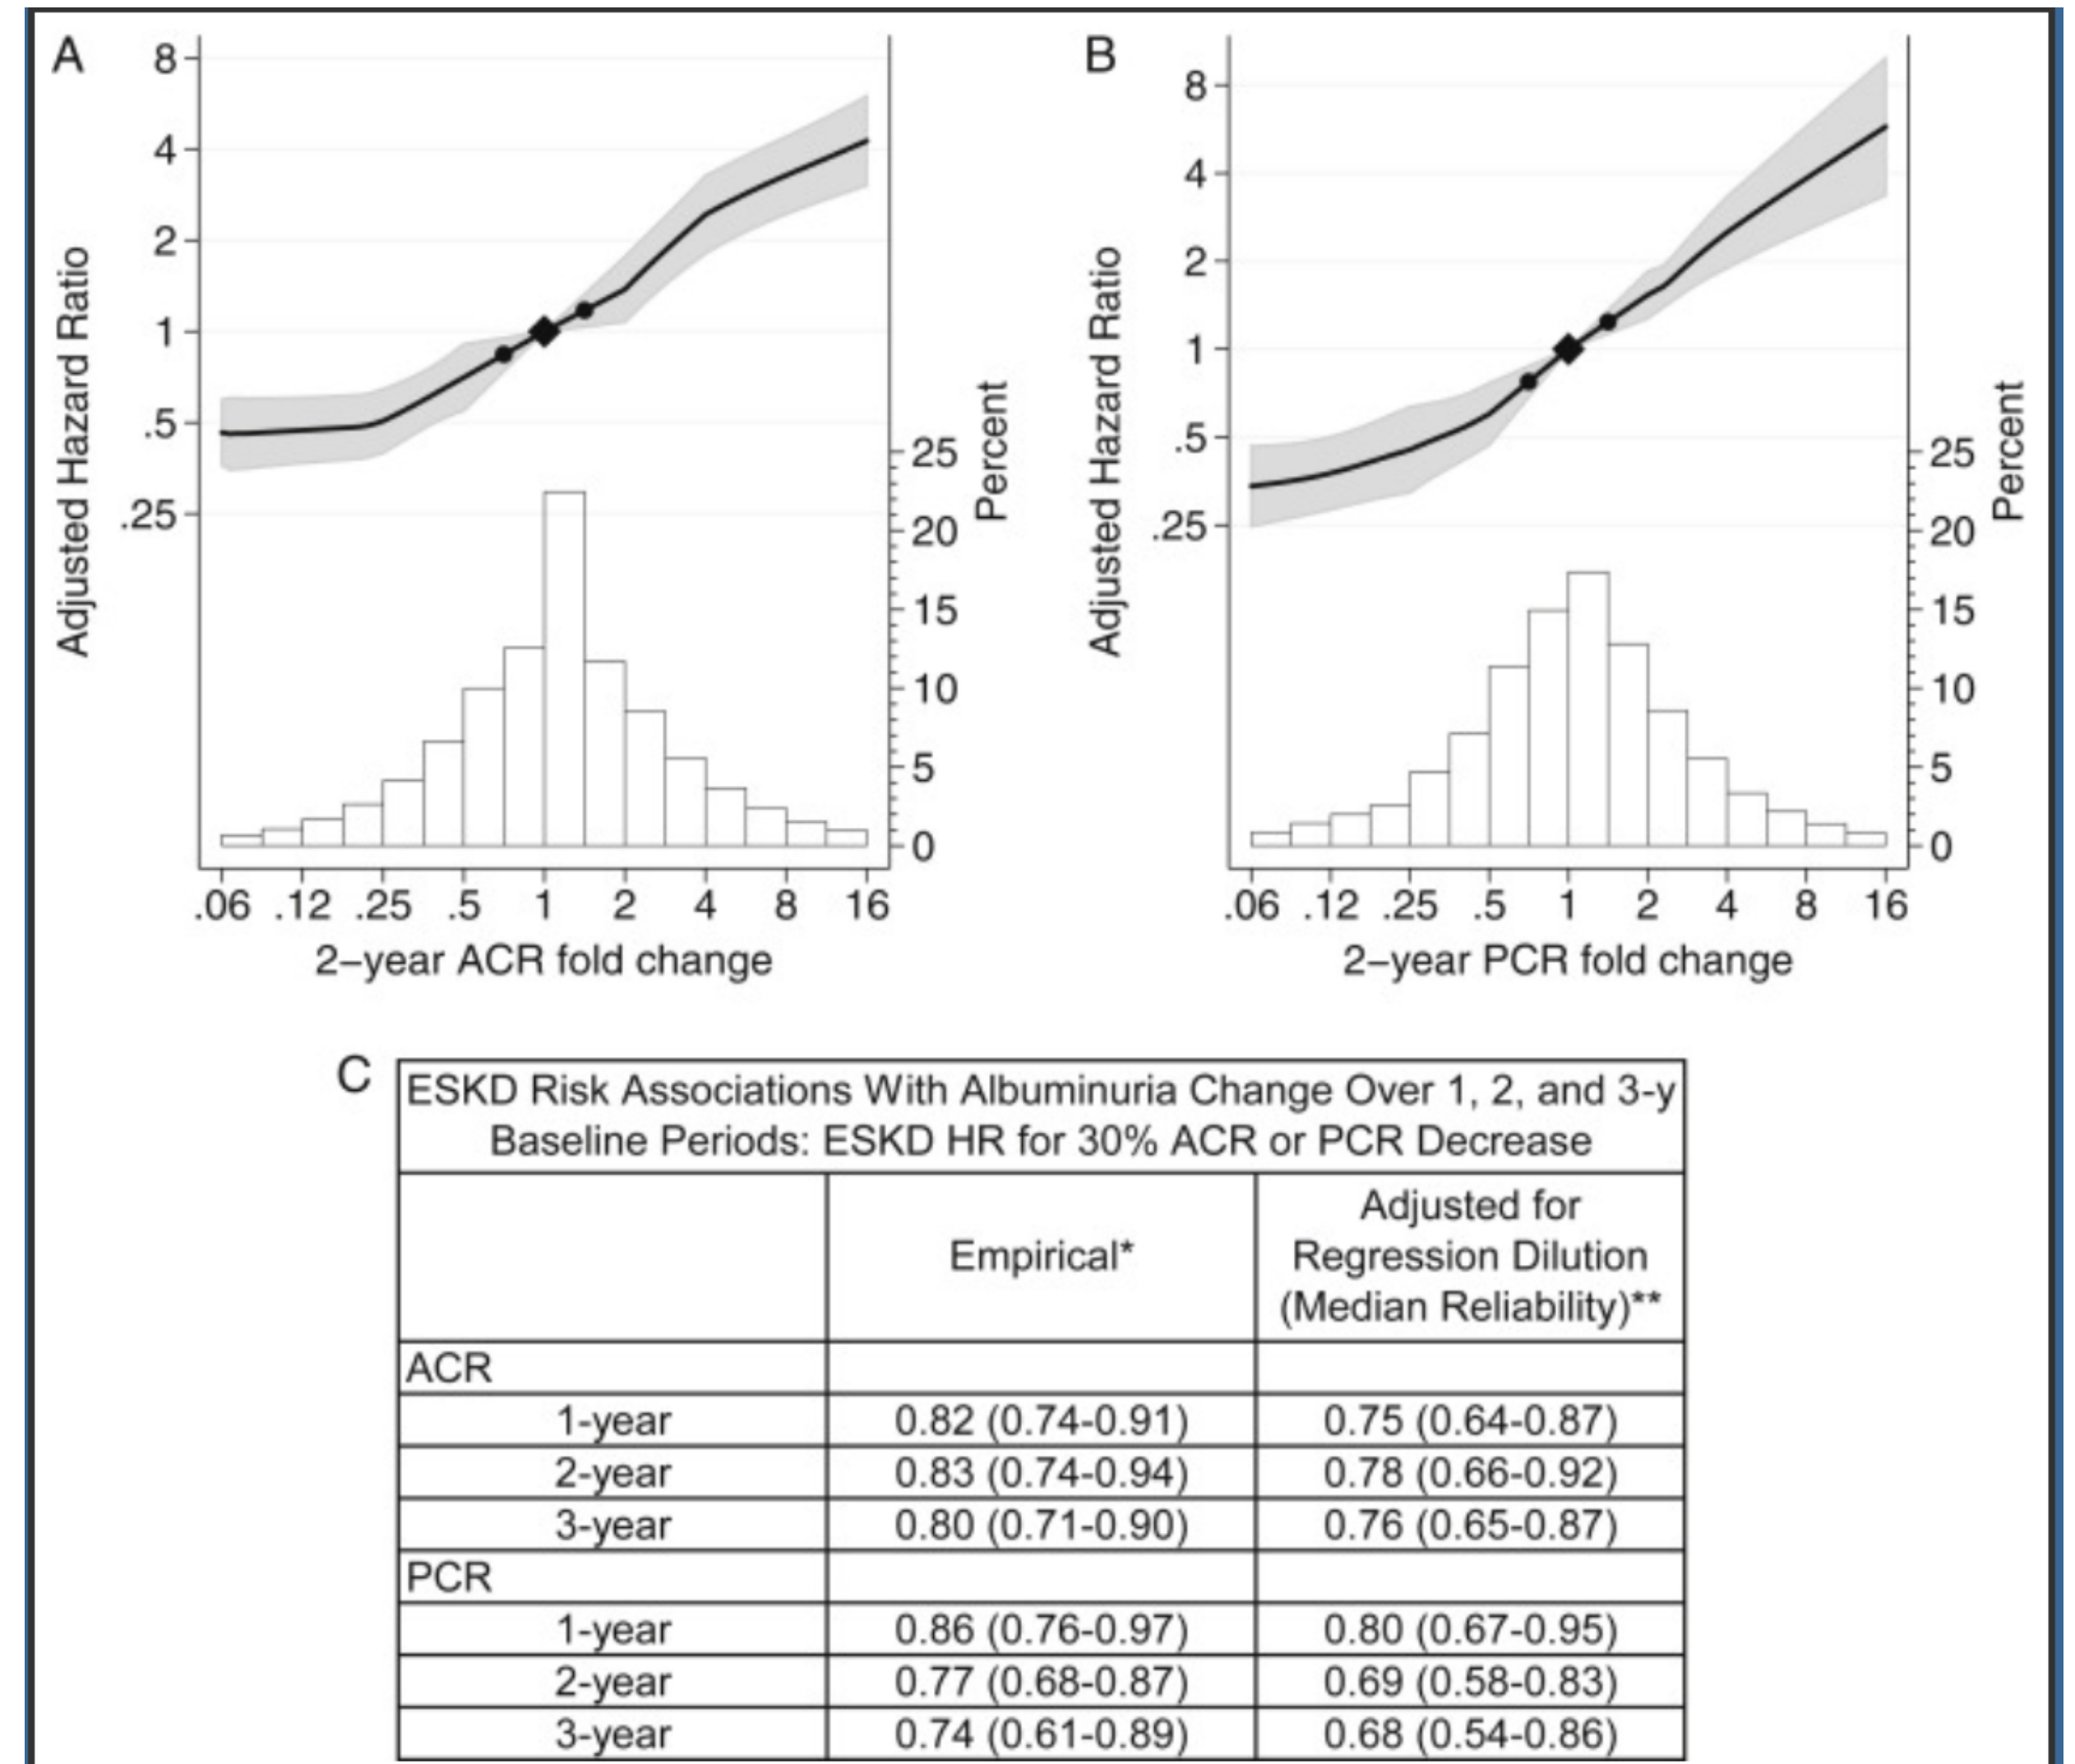 A
8
4
2
1
.5
.25
Adjusted Hazard Ratio
25
20
15
10
5
0
Percent
.06 .12 .25 .5 1 2 4 8 16
2–year ACR fold change
B
8
4
2
1
.5
.25
Adjusted Hazard Ratio
25
20
15
10
5
0
Percent
.06 .12 .25 .5 1 2 4 8 16
2–year PCR fold change
C
ESKD Risk Associations With Albuminuria Change Over 1, 2, and 3-y
Baseline Periods: ESKD HR for 30% ACR or PCR Decrease
Empirical*
Adjusted for
Regression Dilution
(Median Reliability)**
ACR
1-year 0.82 (0.74-0.91) 0.75 (0.64-0.87)
2-year 0.83 (0.74-0.94) 0.78 (0.66-0.92)
3-year 0.80 (0.71-0.90) 0.76 (0.65-0.87)
PCR
1-year 0.86 (0.76-0.97) 0.80 (0.67-0.95)
2-year 0.77 (0.68-0.87) 0.69 (0.58-0.83)
3-year 0.74 (0.61-0.89) 0.68 (0.54-0.86)